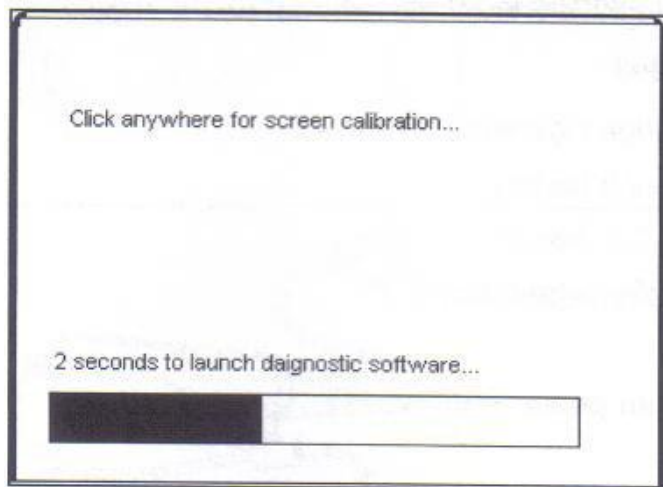 Click anywhere for screen calibration...
2 seconds to launch daignostic software...